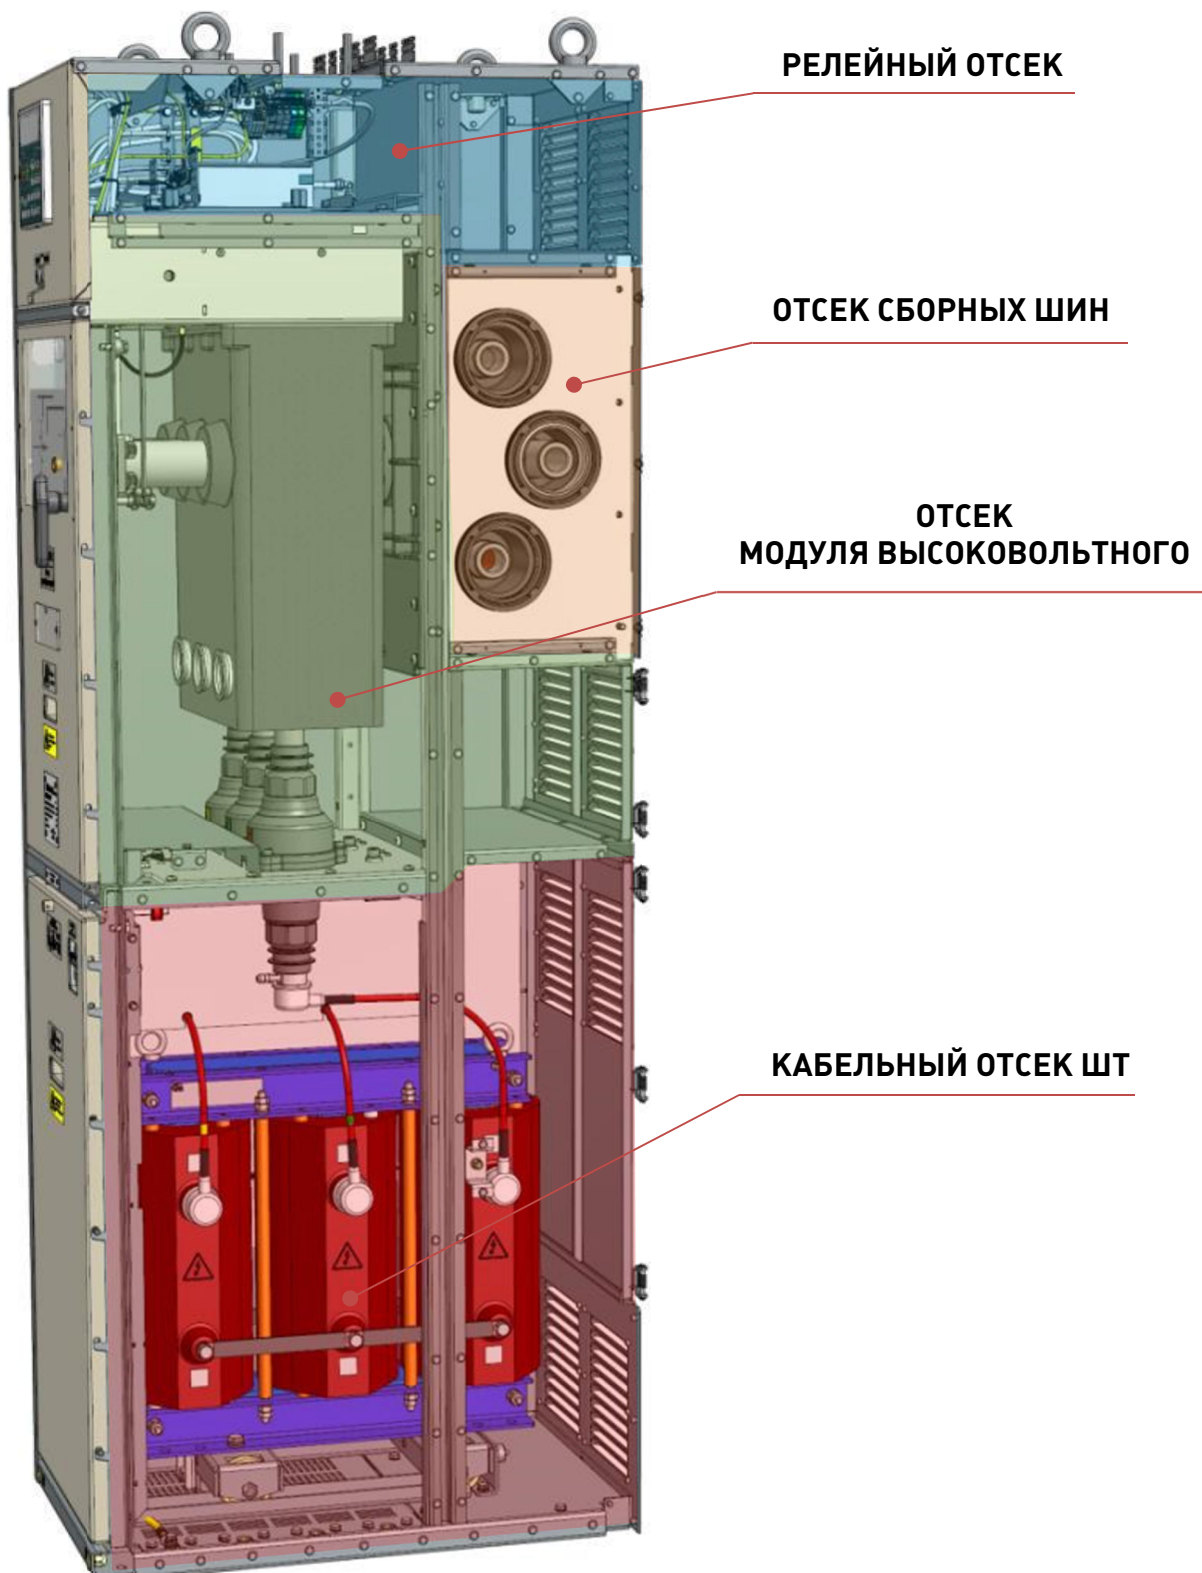 РЕЛЕЙНЫЙ ОТСЕК
ОТСЕК СБОРНЫХ ШИН
ОТСЕК
МОДУЛЯ ВЫСОКОВОЛЬТНОГО
КАБЕЛЬНЫЙ ОТСЕК ШТ